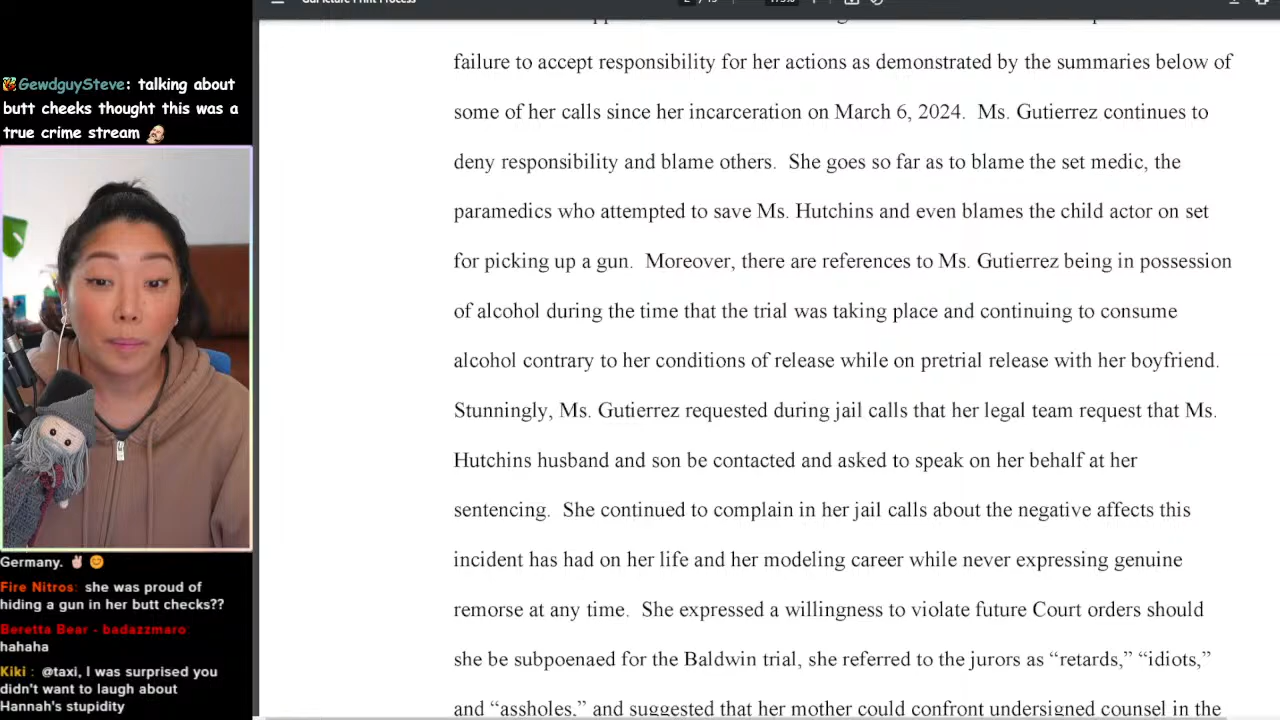 GewdguySteve: talking about
butt cheeks thought this was a
true crime stream
Germany.
Fire Nitros: she was proud of
hiding a gun in her butt checks??
Beretta Bear - badazzmaro:
hahaha
Kiki : @taxi, I was surprised you
didn't want to laugh about
Hannah's stupidity
failure to accept responsibility for her actions as demonstrated by the summaries below of
some of her calls since her incarceration on March 6, 2024.  Ms. Gutierrez continues to
deny responsibility and blame others.  She goes so far as to blame the set medic, the
paramedics who attempted to save Ms. Hutchins and even blames the child actor on set
for picking up a gun.  Moreover, there are references to Ms. Gutierrez being in possession
of alcohol during the time that the trial was taking place and continuing to consume
alcohol contrary to her conditions of release while on pretrial release with her boyfriend.
Stunningly, Ms. Gutierrez requested during jail calls that her legal team request that Ms.
Hutchins husband and son be contacted and asked to speak on her behalf at her
sentencing.  She continued to complain in her jail calls about the negative affects this
incident has had on her life and her modeling career while never expressing genuine
remorse at any time.  She expressed a willingness to violate future Court orders should
she be subpoenaed for the Baldwin trial, she referred to the jurors as “retards,” “idiots,”
and “assholes,” and suggested that her mother could confront undersigned counsel in the